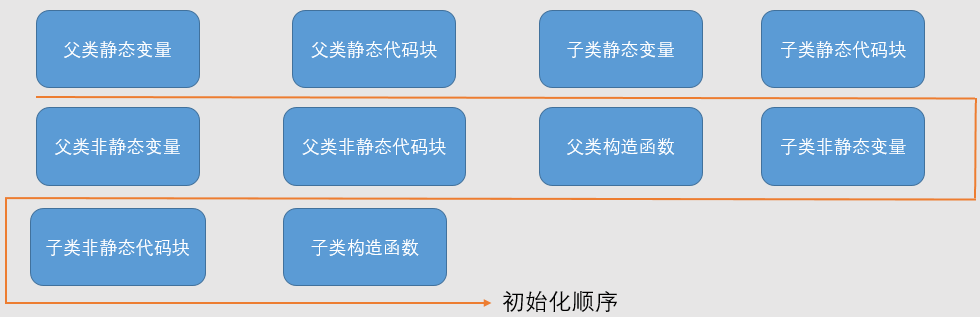 父类静态变量
父类静态代码块
子类静态变量
子类静态代码块
父类非静态变量
父类非静态代码块
父类构造函数
子类非静态变量
子类非静态代码块
子类构造函数
初始化顺序